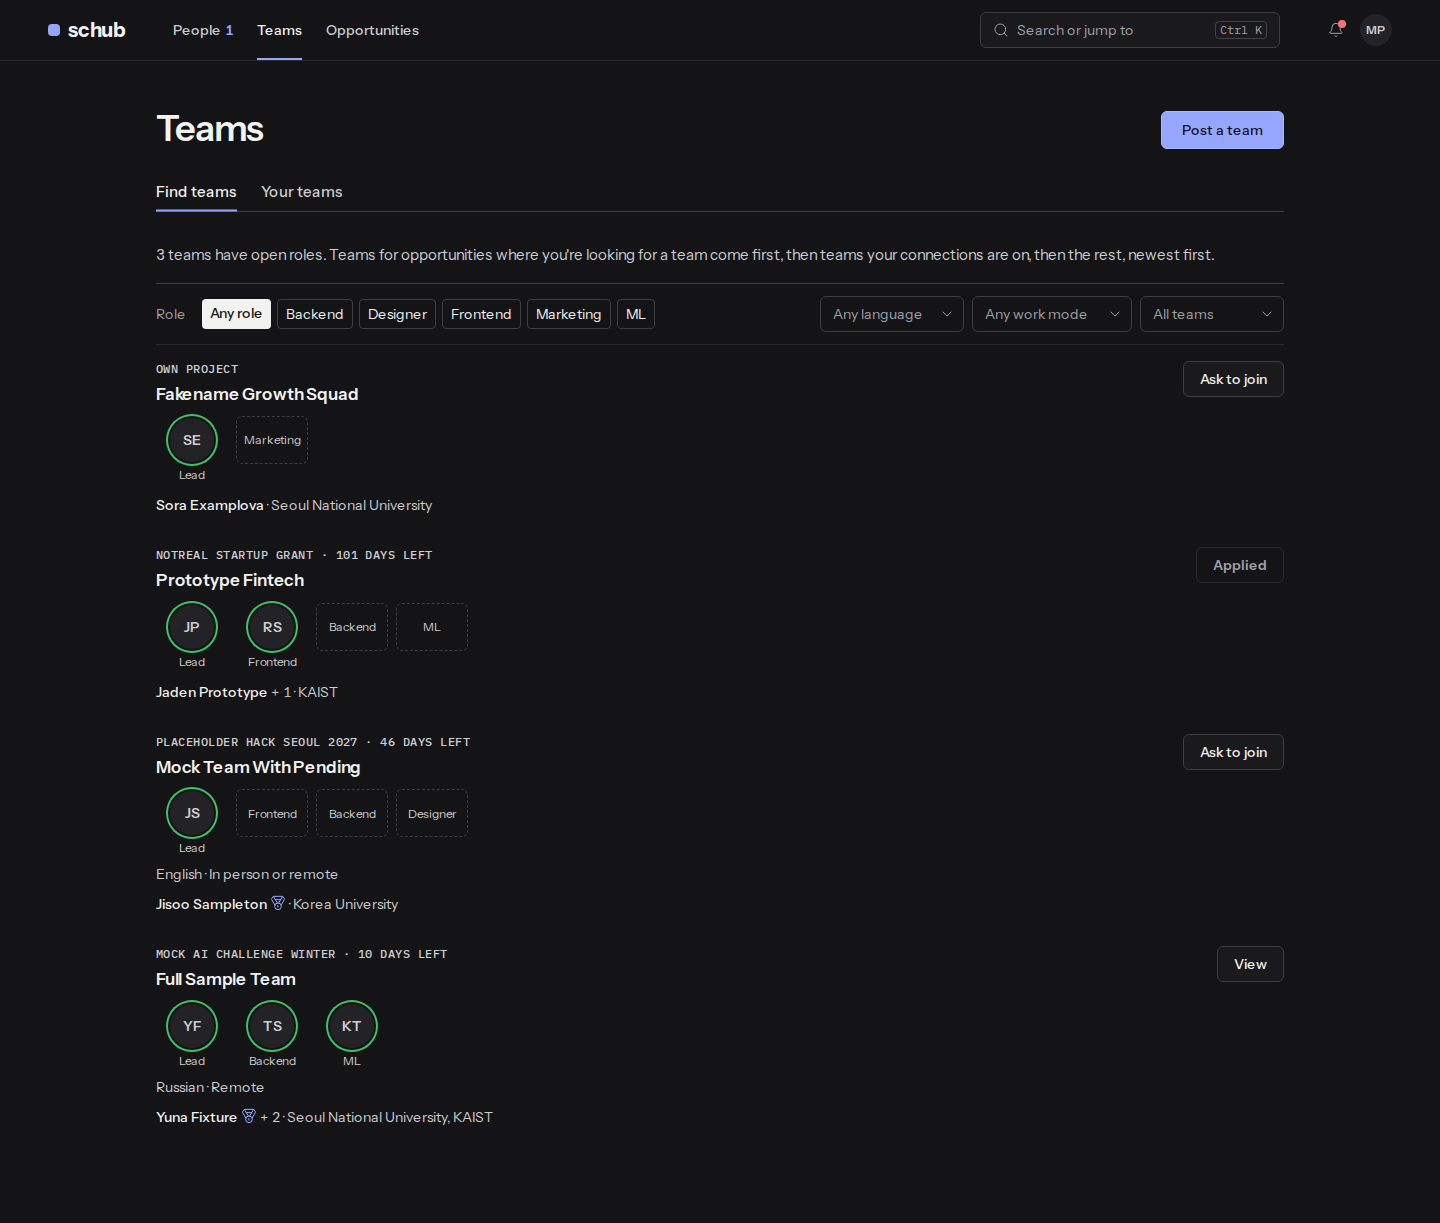 schub People 1 Teams Opportunities Search or jump to Ctrl K MP
Teams Post a team
Find teams Your teams
3 teams have open roles. Teams for opportunities where you're looking for a team come first, then teams your connections are on, then the rest, newest first.
Role Any role Backend Designer Frontend Marketing ML Any language Any work mode All teams
OWN PROJECT
Fakename Growth Squad Ask to join
SE Marketing
Lead
Sora Examplova · Seoul National University
NOTREAL STARTUP GRANT · 101 DAYS LEFT
Prototype Fintech Applied
JP RS Backend ML
Lead Frontend
Jaden Prototype + 1 · KAIST
PLACEHOLDER HACK SEOUL 2027 · 46 DAYS LEFT
Mock Team With Pending Ask to join
JS Frontend Backend Designer
Lead
English · In person or remote
Jisoo Sampleton · Korea University
MOCK AI CHALLENGE WINTER · 10 DAYS LEFT
Full Sample Team View
YF TS KT
Lead Backend ML
Russian · Remote
Yuna Fixture + 2 · Seoul National University, KAIST